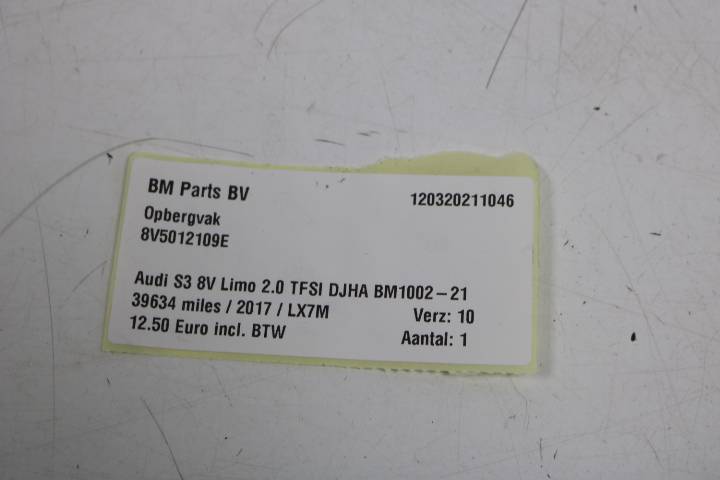 BM Parts BV 120320211046
Opbergvak
8V5012109E
Audi S3 8V Limo 2.0 TFSI DJHA BM1002-21
39634 miles / 2017 / LX7M Verz: 10
12.50 Euro incl. BTW Aantal: 1